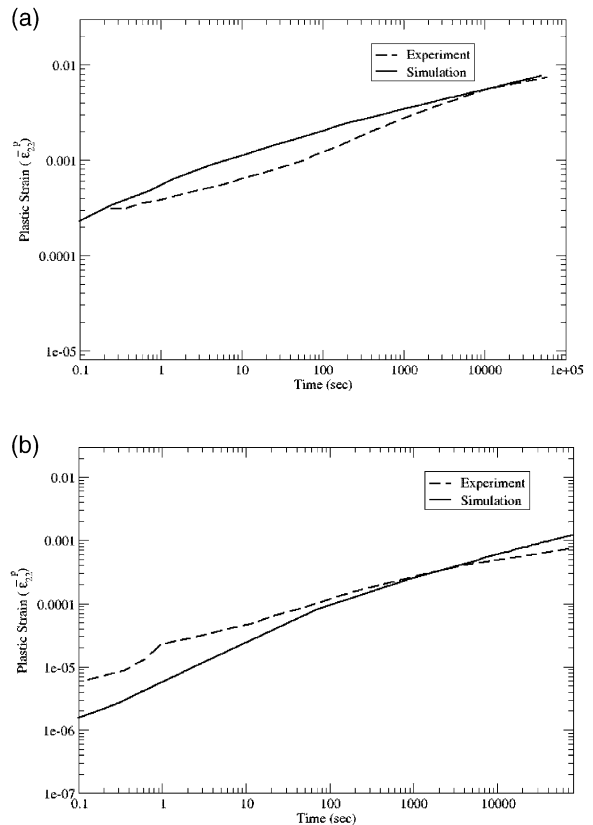 (a)
Experiment
Simulation
0.01
0.001
0.0001
1e-05
Plastic Strain ( ε̄₂₂ᵖ )
0.1 1 10 100 1000 10000 1e+05
Time (sec)
(b)
Experiment
Simulation
0.01
0.001
0.0001
1e-05
1e-06
1e-07
Plastic Strain ( ε̄₂₂ᵖ )
0.1 1 10 100 1000 10000
Time (sec)